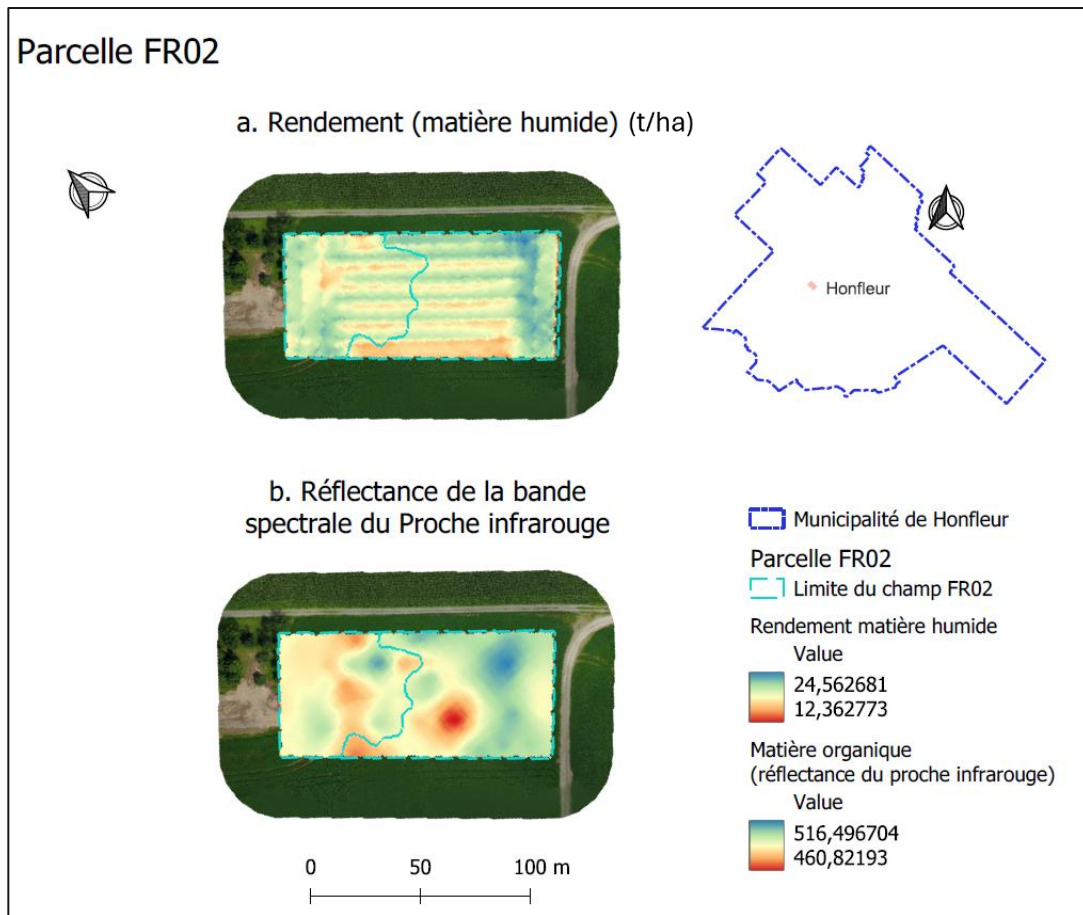 Parcelle FR02
a. Rendement (matière humide) (t/ha)
Honfleur
b. Réflectance de la bande
spectrale du Proche infrarouge
Municipalité de Honfleur
Parcelle FR02
Limite du champ FR02
Rendement matière humide
Value
24,562681
12,362773
Matière organique
(réflectance du proche infrarouge)
Value
516,496704
460,82193
0 50 100 m